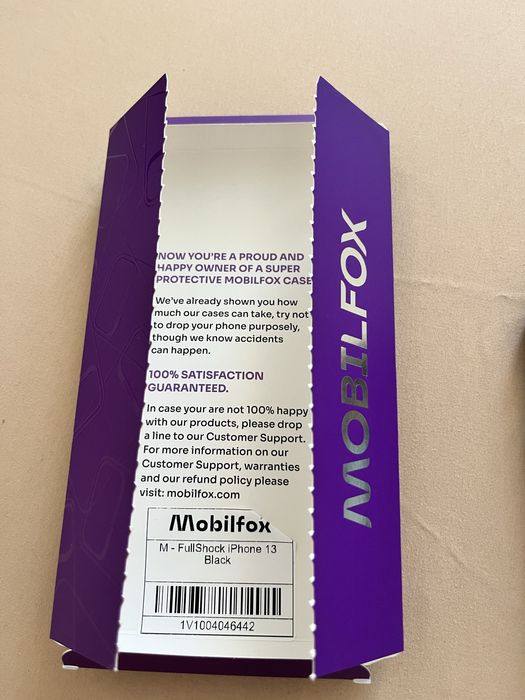 NOW YOU'RE A PROUD AND
HAPPY OWNER OF A SUPER
PROTECTIVE MOBILFOX CASE
We've already shown you how
much our cases can take, try not
to drop your phone purposely,
though we know accidents
can happen.
100% SATISFACTION
GUARANTEED.
In case your are not 100% happy
with our products, please drop
a line to our Customer Support.
For more information on our
Customer Support, warranties
and our refund policy please
visit: mobilfox.com
Mobilfox
M - FullShock iPhone 13
Black
1V1004046442
MOBILFOX